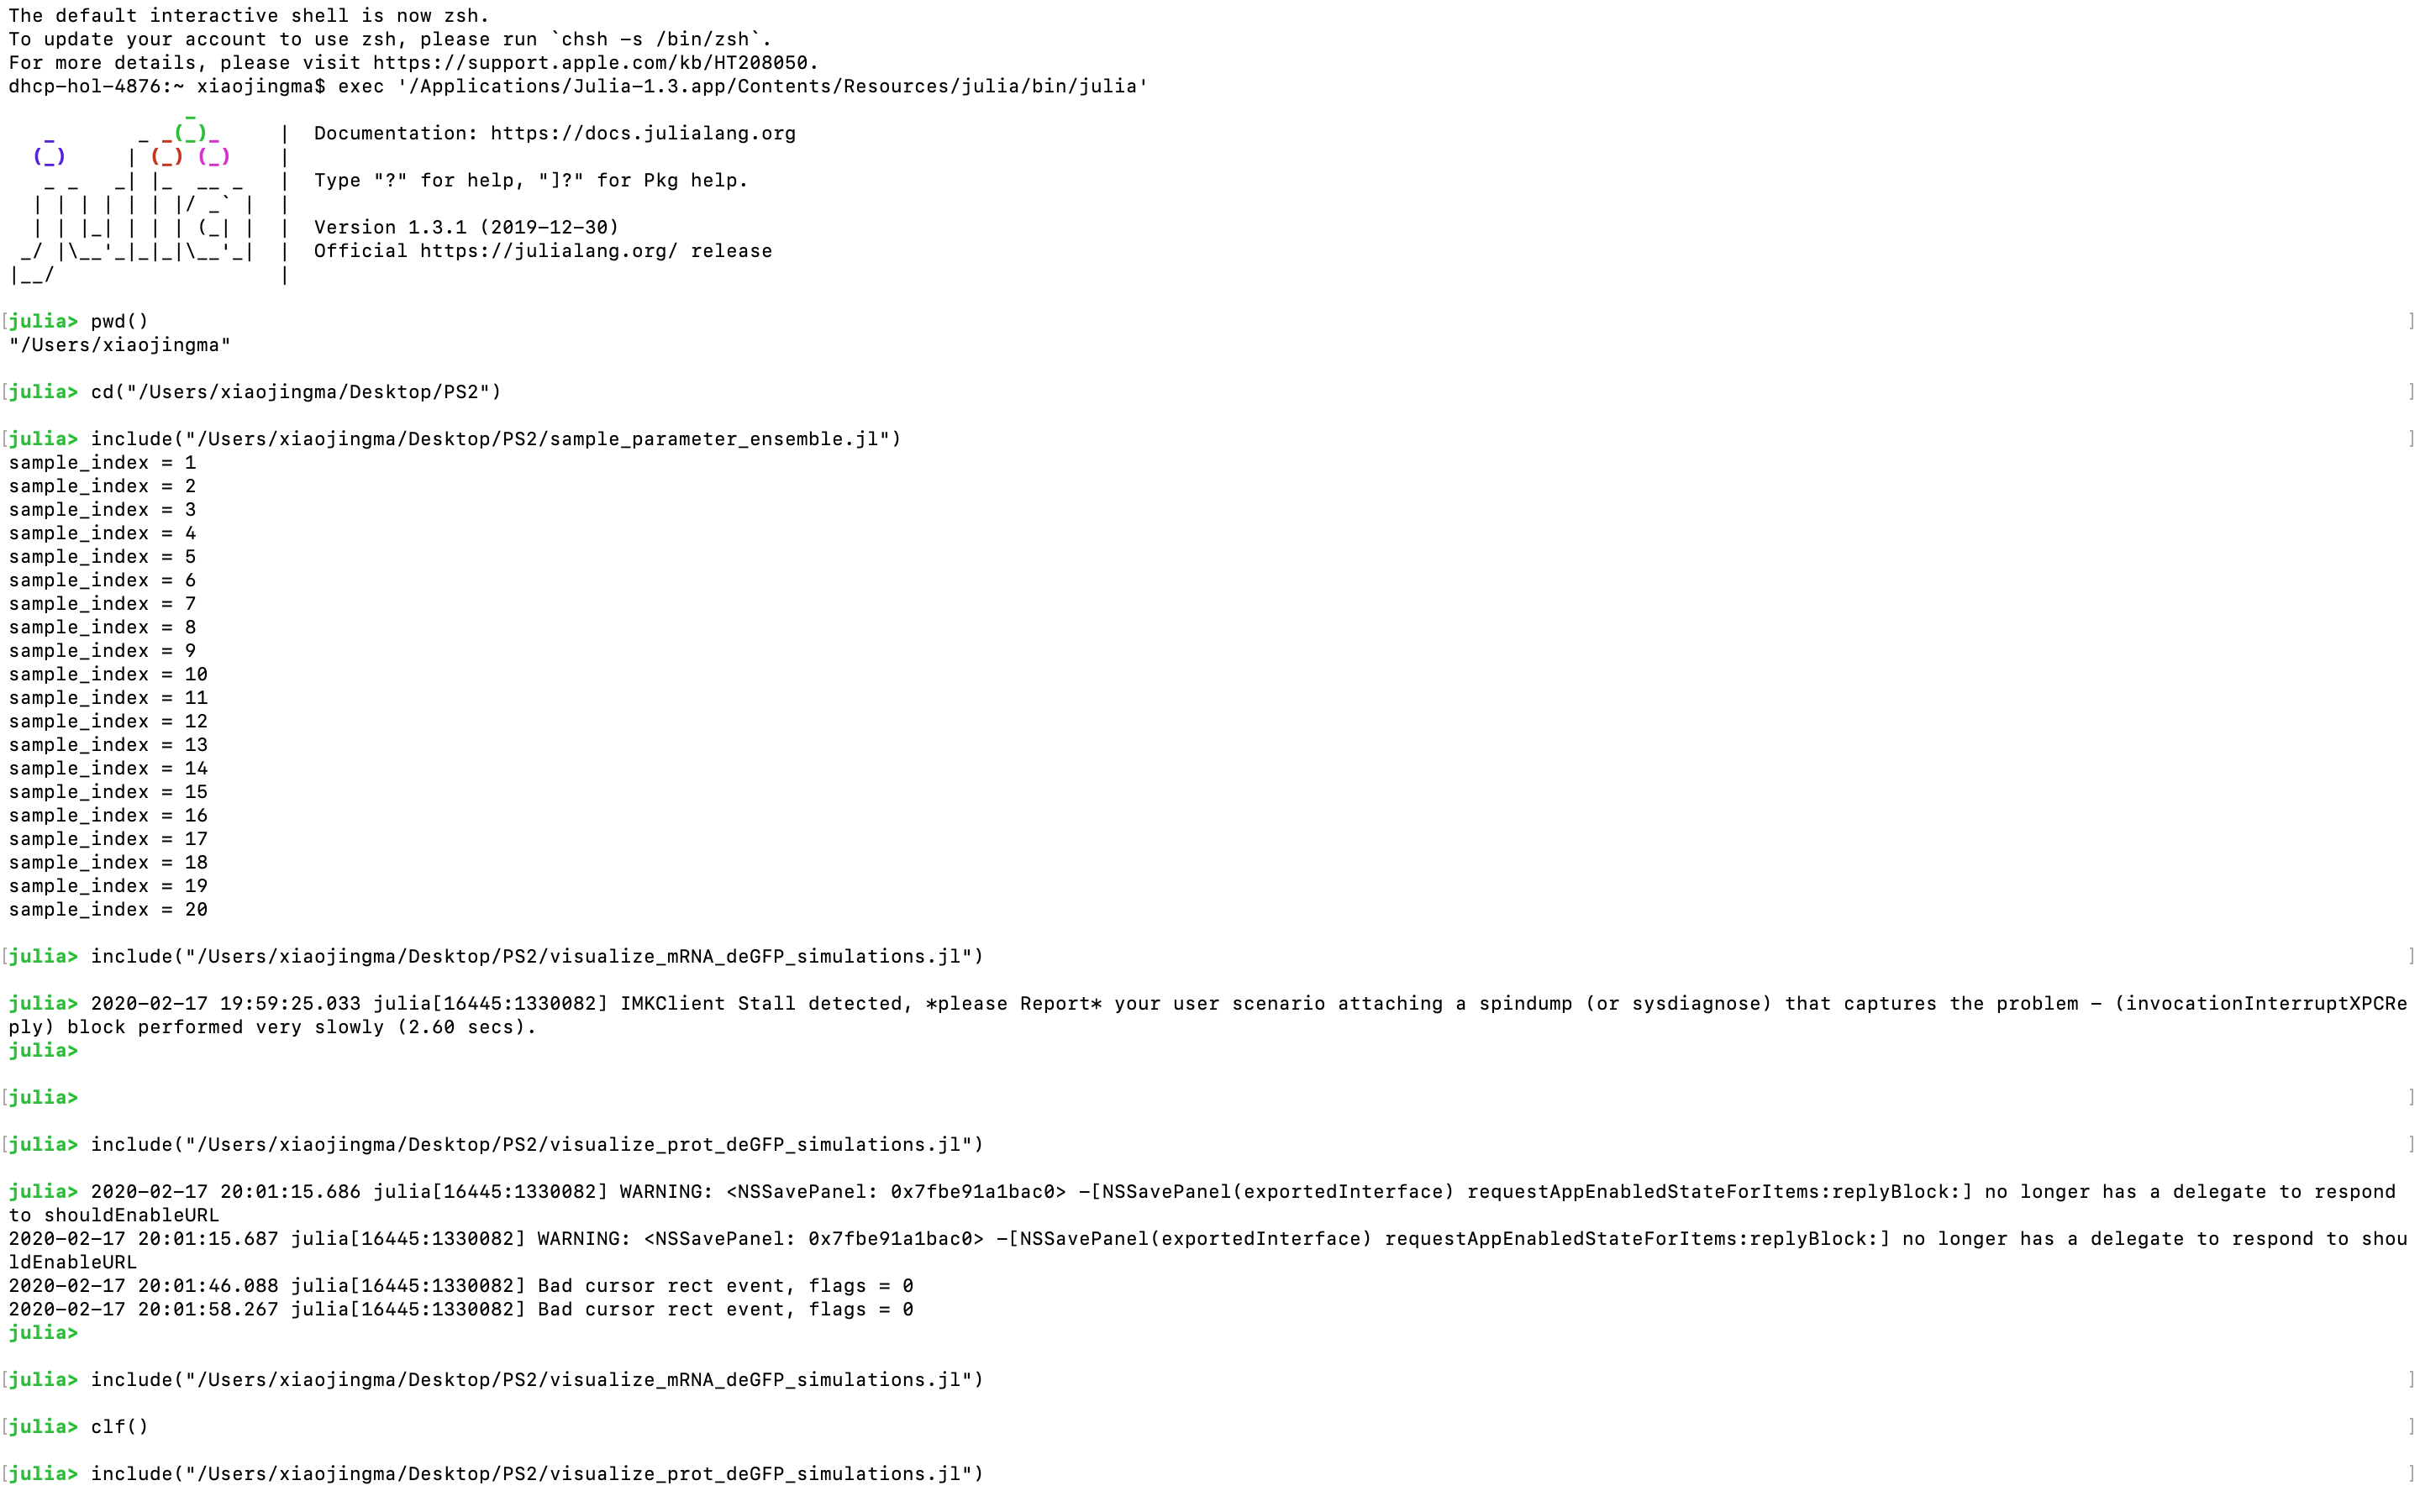 The default interactive shell is now zsh.
To update your account to use zsh, please run `chsh -s /bin/zsh`.
For more details, please visit https://support.apple.com/kb/HT208050.
dhcp-hol-4876:~ xiaojingma$ exec '/Applications/Julia-1.3.app/Contents/Resources/julia/bin/julia'
               _
   _       _ _(_)_     |  Documentation: https://docs.julialang.org
  (_)     | (_) (_)    |
   _ _   _| |_  __ _   |  Type "?" for help, "]?" for Pkg help.
  | | | | | | |/ _` |  |
  | | |_| | | | (_| |  |  Version 1.3.1 (2019-12-30)
 _/ |\__'_|_|_|\__'_|  |  Official https://julialang.org/ release
|__/                   |
[julia> pwd() ]
"/Users/xiaojingma"
[julia> cd("/Users/xiaojingma/Desktop/PS2") ]
[julia> include("/Users/xiaojingma/Desktop/PS2/sample_parameter_ensemble.jl") ]
sample_index = 1
sample_index = 2
sample_index = 3
sample_index = 4
sample_index = 5
sample_index = 6
sample_index = 7
sample_index = 8
sample_index = 9
sample_index = 10
sample_index = 11
sample_index = 12
sample_index = 13
sample_index = 14
sample_index = 15
sample_index = 16
sample_index = 17
sample_index = 18
sample_index = 19
sample_index = 20
[julia> include("/Users/xiaojingma/Desktop/PS2/visualize_mRNA_deGFP_simulations.jl") ]
julia> 2020-02-17 19:59:25.033 julia[16445:1330082] IMKClient Stall detected, *please Report* your user scenario attaching a spindump (or sysdiagnose) that captures the problem - (invocationInterruptXPCRe
ply) block performed very slowly (2.60 secs).
julia>
[julia> ]
[julia> include("/Users/xiaojingma/Desktop/PS2/visualize_prot_deGFP_simulations.jl") ]
julia> 2020-02-17 20:01:15.686 julia[16445:1330082] WARNING: <NSSavePanel: 0x7fbe91a1bac0> -[NSSavePanel(exportedInterface) requestAppEnabledStateForItems:replyBlock:] no longer has a delegate to respond
to shouldEnableURL
2020-02-17 20:01:15.687 julia[16445:1330082] WARNING: <NSSavePanel: 0x7fbe91a1bac0> -[NSSavePanel(exportedInterface) requestAppEnabledStateForItems:replyBlock:] no longer has a delegate to respond to shou
ldEnableURL
2020-02-17 20:01:46.088 julia[16445:1330082] Bad cursor rect event, flags = 0
2020-02-17 20:01:58.267 julia[16445:1330082] Bad cursor rect event, flags = 0
julia>
[julia> include("/Users/xiaojingma/Desktop/PS2/visualize_mRNA_deGFP_simulations.jl") ]
[julia> clf() ]
[julia> include("/Users/xiaojingma/Desktop/PS2/visualize_prot_deGFP_simulations.jl") ]